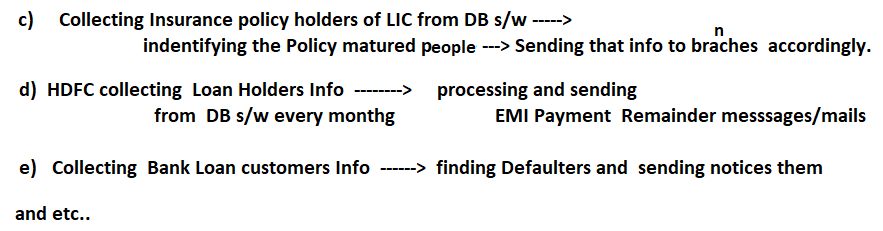 c) Collecting Insurance policy holders of LIC from DB s/w ----->
n
indentifying the Policy matured people ---> Sending that info to braches accordingly.
d) HDFC collecting Loan Holders Info --------> processing and sending
from DB s/w every monthg EMI Payment Remainder messsages/mails
e) Collecting Bank Loan customers Info ------> finding Defaulters and sending notices them
and etc..